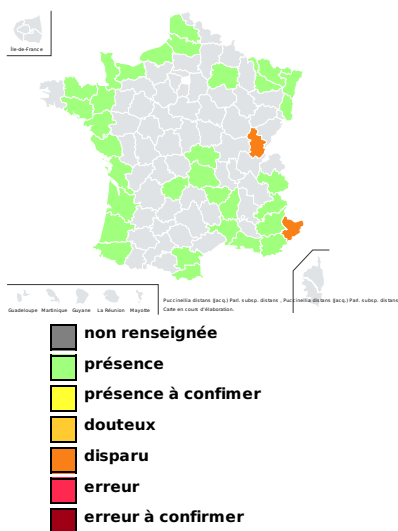 Île-de-France
Guadeloupe Martinique Guyane La Réunion Mayotte
Puccinellia distans (Jacq.) Parl. subsp. distans , Puccinellia distans (Jacq.) Parl. subsp. distans
Carte en cours d'élaboration.
non renseignée
présence
présence à confimer
douteux
disparu
erreur
erreur à confirmer